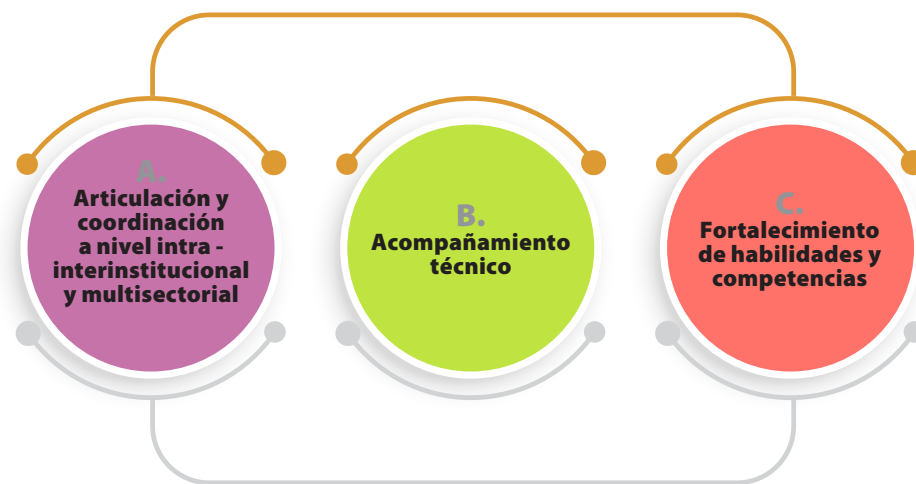 A.
Articulación y
coordinación
a nivel intra -
interinstitucional
y multisectorial
B.
Acompañamiento
técnico
C.
Fortalecimiento
de habilidades y
competencias